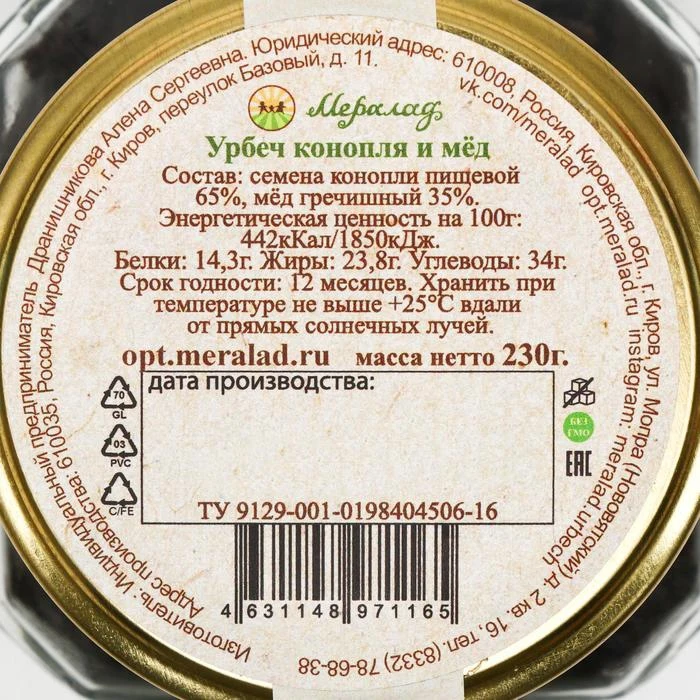 Изготовитель: Индивидуальный предприниматель Дранишникова Алена Сергеевна. Юридический адрес: 610008, Россия, Кировская обл., г. Киров, ул. Мопра (Нововятский) д. 2 кв. 16, тел. (8332) 78-68-38
Адрес производства: 610035, Россия, Кировская обл., г. Киров, переулок Базовый, д. 11.
vk.com/meralad opt.meralad.ru instagram: meralad.urbech
Мералад
Урбеч конопля и мёд
Состав: семена конопли пищевой
65%, мёд гречишный 35%.
Энергетическая ценность на 100г:
442кКал/1850кДж.
Белки: 14,3г. Жиры: 23,8г. Углеводы: 34г.
Срок годности: 12 месяцев. Хранить при
температуре не выше +25°С вдали
от прямых солнечных лучей.
opt.meralad.ru масса нетто 230г.
дата производства:
70
GL
03
PVC
C/FE
БЕЗ
ГМО
EAC
ТУ 9129-001-0198404506-16
4 631148 971165